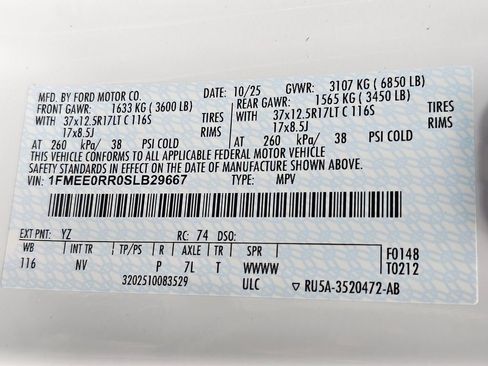 MFD. BY FORD MOTOR CO. DATE: 10/25 GVWR: 3107 KG ( 6850 LB)
FRONT GAWR: 1633 KG ( 3600 LB) REAR GAWR: 1565 KG ( 3450 LB)
WITH 37x12.5R17LT C 116S TIRES WITH 37x12.5R17LT C 116S TIRES
17x8.5J RIMS 17x8.5J RIMS
AT 260 kPa/ 38 PSI COLD AT 260 kPa/ 38 PSI COLD
THIS VEHICLE CONFORMS TO ALL APPLICABLE FEDERAL MOTOR VEHICLE
SAFETY STANDARDS IN EFFECT ON THE DATE OF MANUFACTURE SHOWN ABOVE.
VIN: 1FMEE0RR0SLB29667 TYPE: MPV
EXT PNT: YZ RC: 74 DSO:
WB INT TR TP/PS R AXLE TR SPR F0148
116 NV P 7L T WWWW T0212
3202510083529 ULC ▽ RU5A-3520472-AB